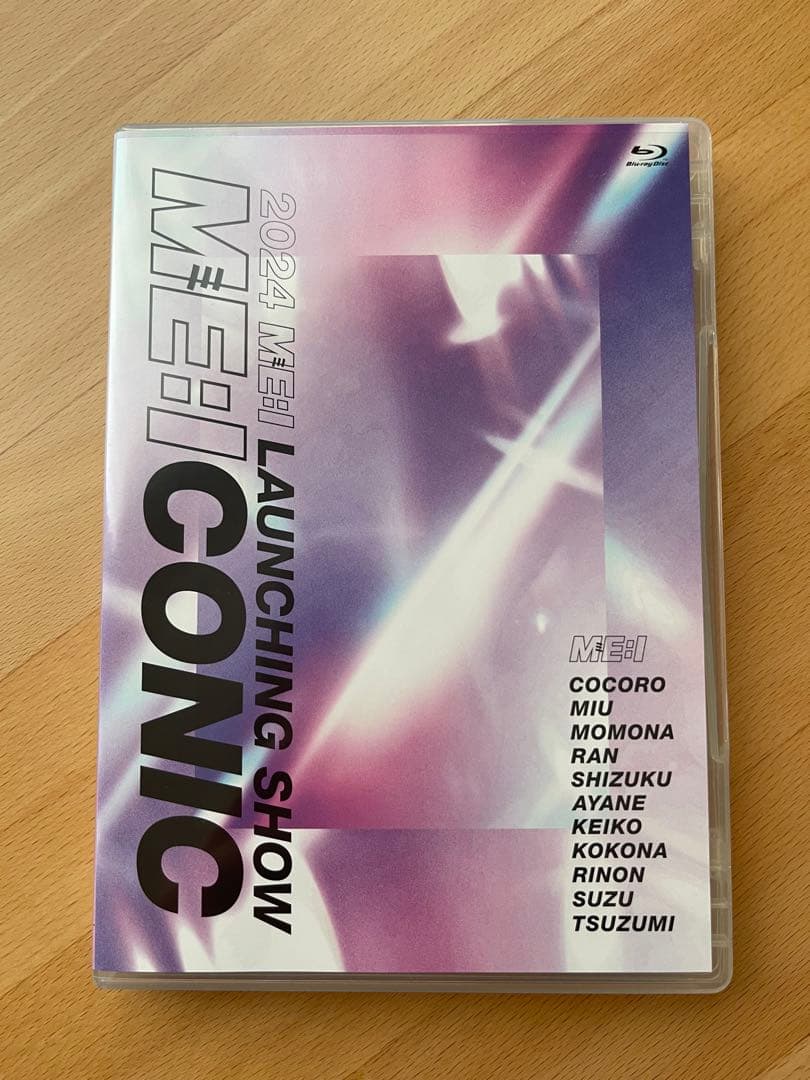 Blu-ray Disc
2024 ME:I LAUNCHING SHOW
ME:I CONIC
ME:I
COCORO
MIU
MOMONA
RAN
SHIZUKU
AYANE
KEIKO
KOKONA
RINON
SUZU
TSUZUMI